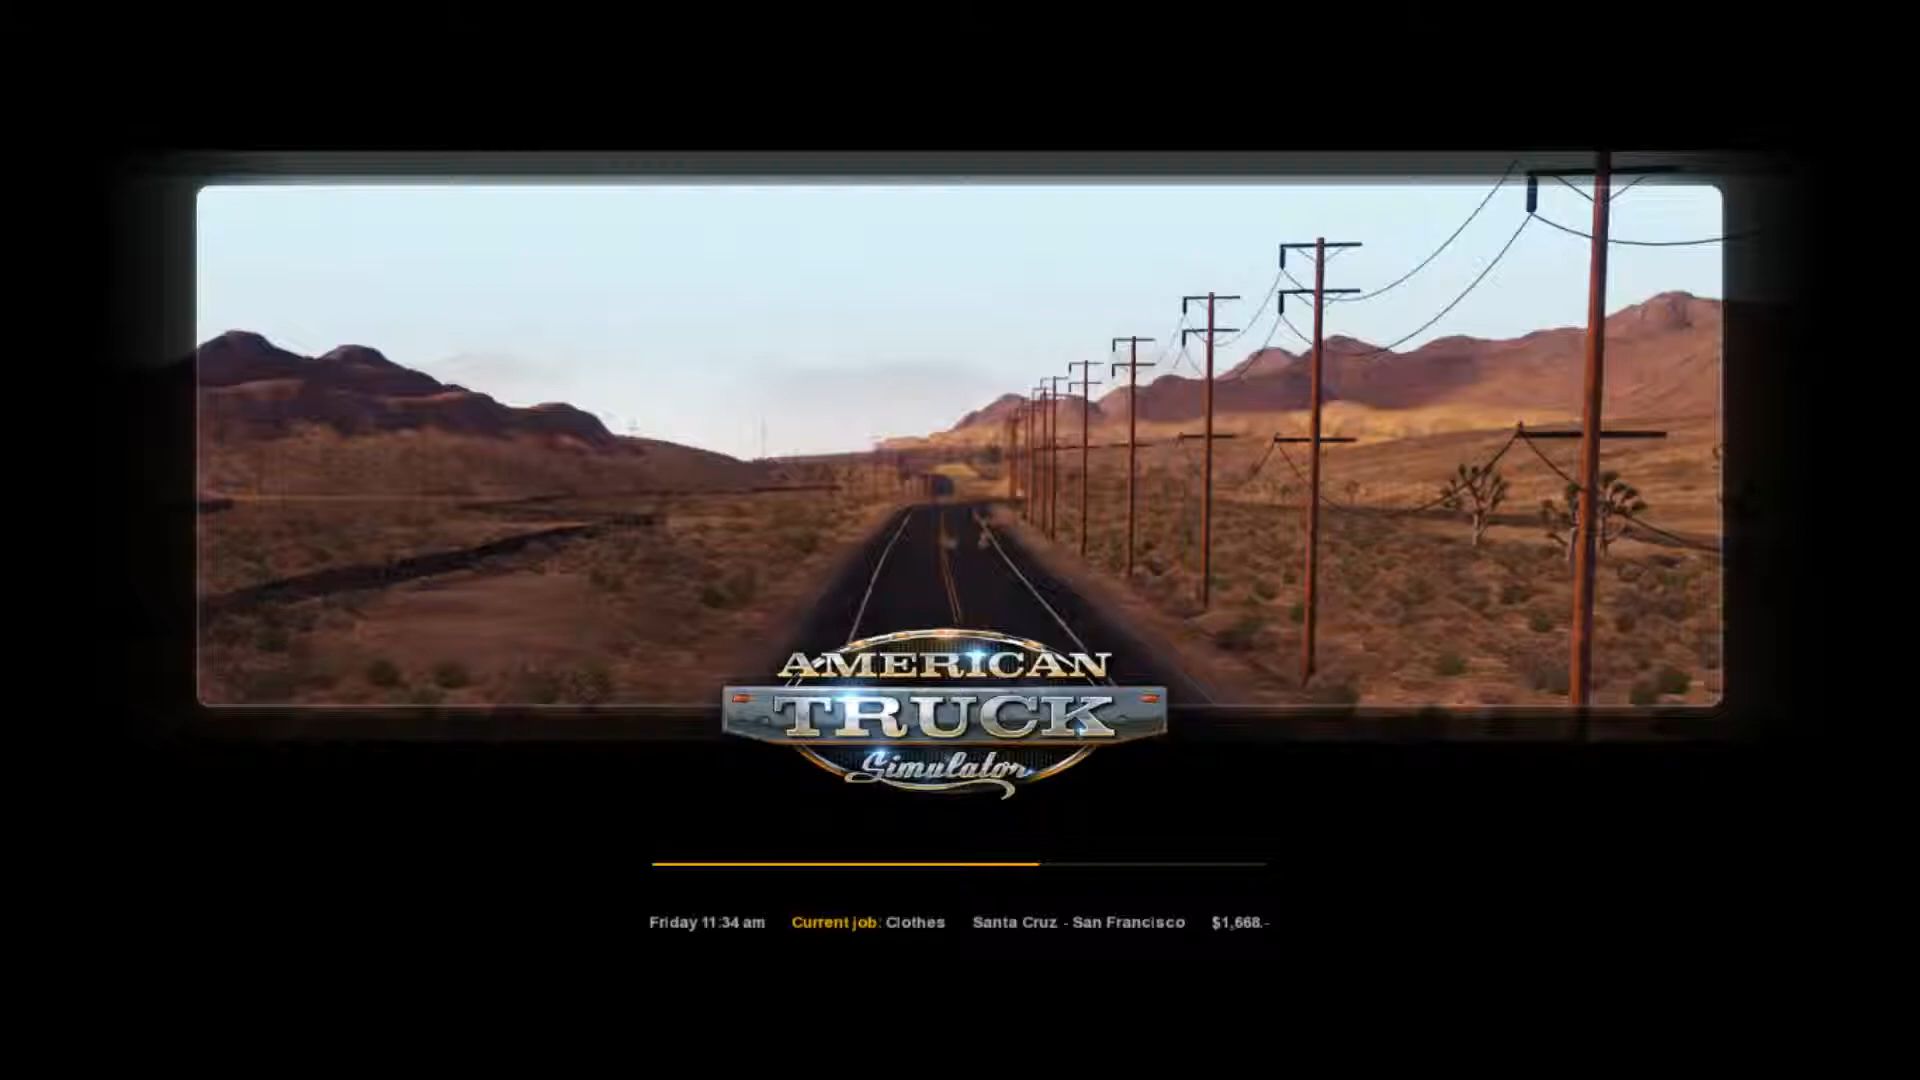 AMERICAN
TRUCK
Simulator
Friday 11:34 am Current job: Clothes Santa Cruz - San Francisco $1,668.-